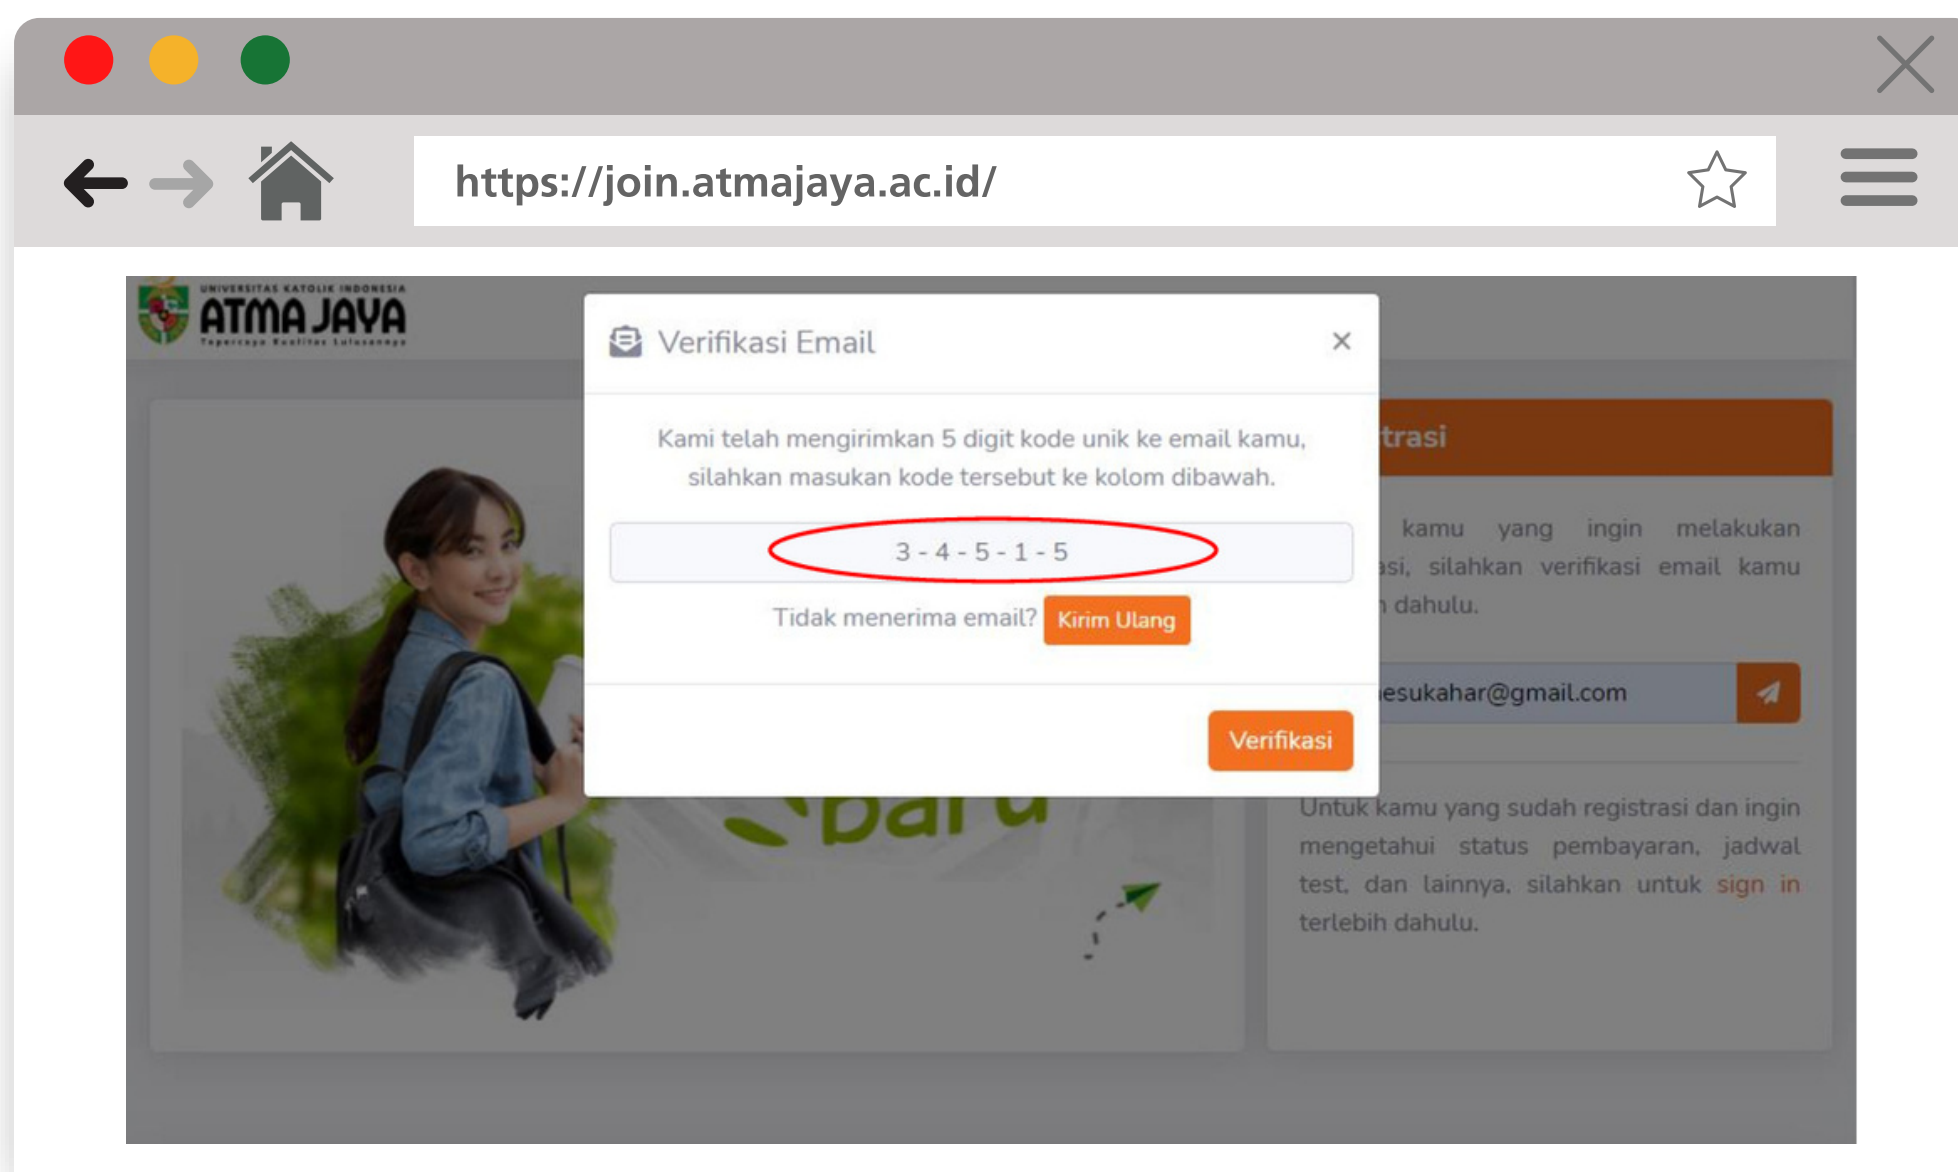 https://join.atmajaya.ac.id/
UNIVERSITAS KATOLIK INDONESIA
ATMA JAYA
Tepercaya Kualitas Lulusannya
Verifikasi Email
×
Kami telah mengirimkan 5 digit kode unik ke email kamu,
silahkan masukan kode tersebut ke kolom dibawah.
3 - 4 - 5 - 1 - 5
Tidak menerima email? Kirim Ulang
Verifikasi
baru
trasi
kamu yang ingin melakukan
asi, silahkan verifikasi email kamu
dahulu.
esukahar@gmail.com
Untuk kamu yang sudah registrasi dan ingin
mengetahui status pembayaran, jadwal
test, dan lainnya, silahkan untuk sign in
terlebih dahulu.